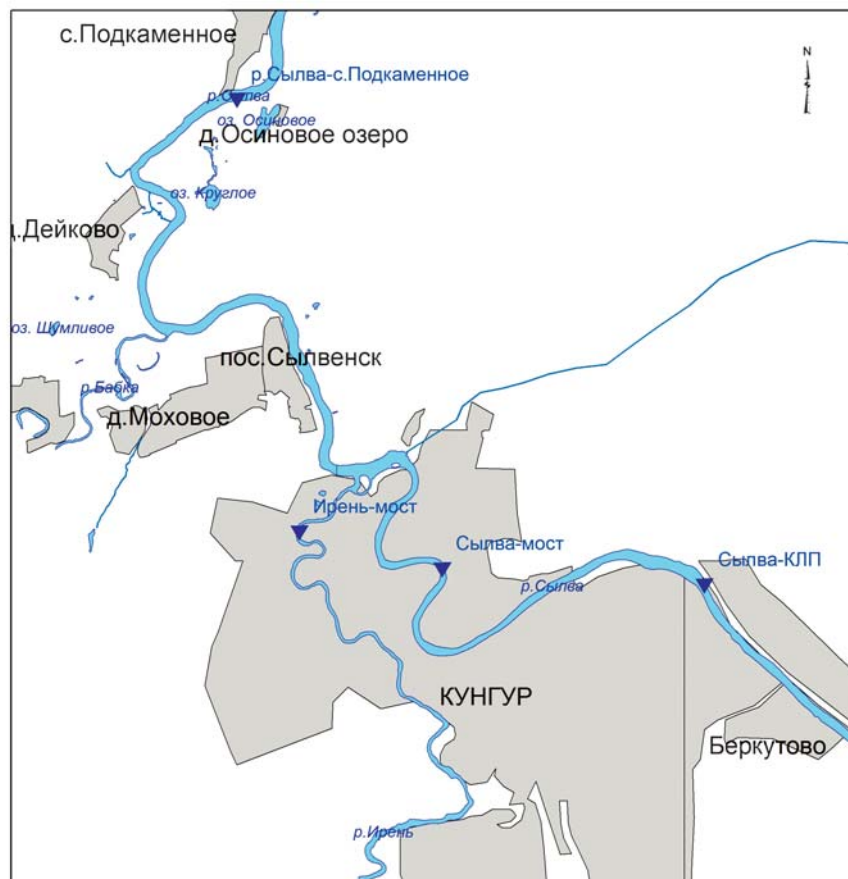 с.Подкаменное
N
р.Сылва-с.Подкаменное
р.Сылва
оз. Осиновое
д.Осиновое озеро
оз. Круглое
д.Дейково
оз. Шумливое
пос.Сылвенск
р.Бабка
д.Моховое
Ирень-мост
Сылва-мост
Сылва-КЛП
р.Сылва
КУНГУР
Беркутово
р.Ирень